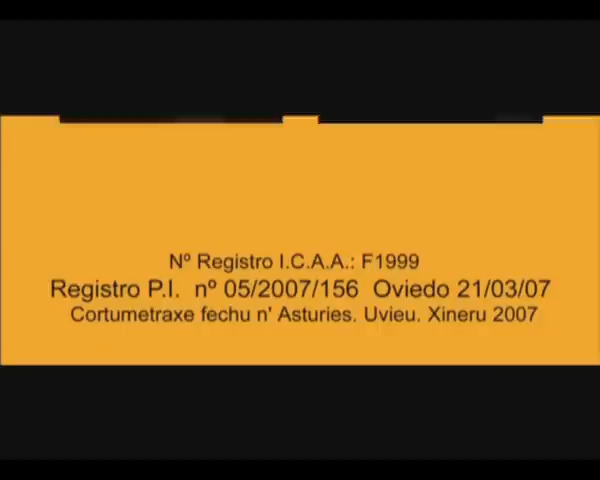 Nº Registro I.C.A.A.: F1999
Registro P.I. nº 05/2007/156 Oviedo 21/03/07
Cortumetraxe fechu n' Asturies. Uvieu. Xineru 2007